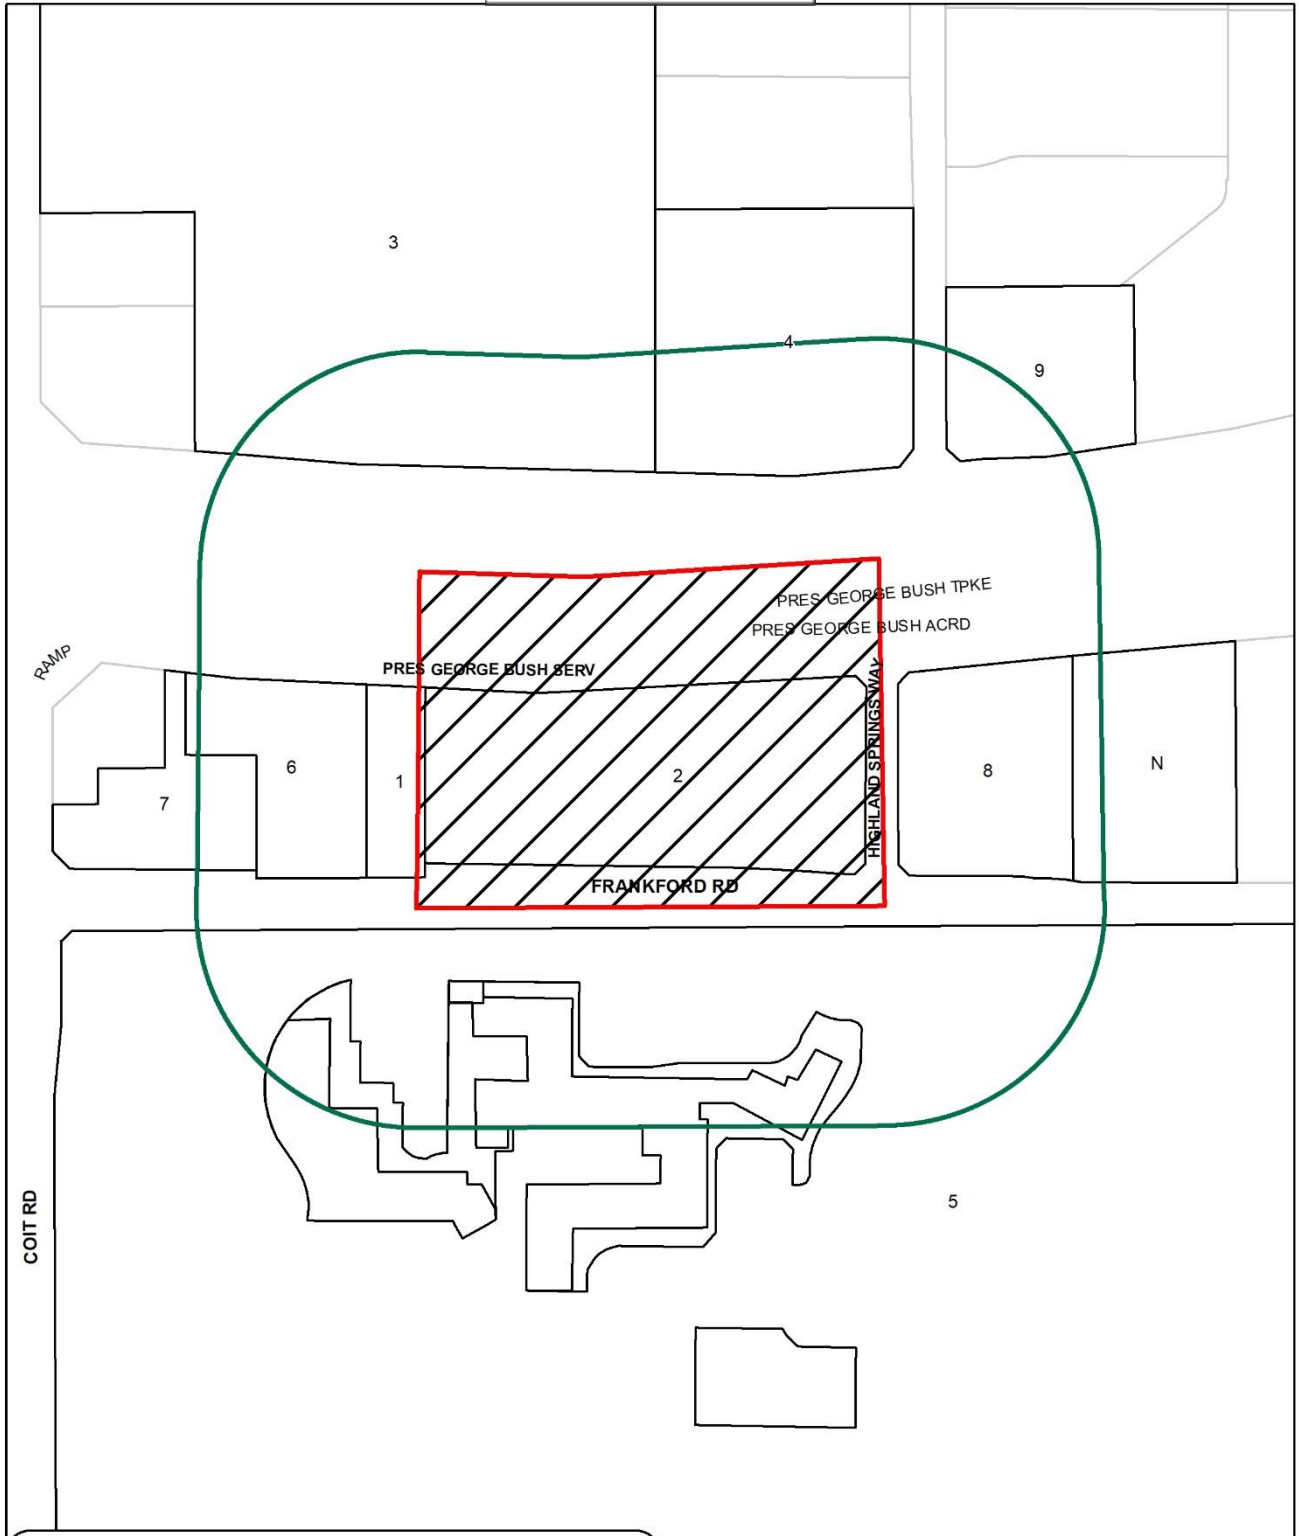 3
4
9
PRES GEORGE BUSH TPKE
PRES GEORGE BUSH ACRD
RAMP
PRES GEORGE BUSH SERV
HIGHLAND SPRINGS WAY
6
1
2
8
N
7
FRANKFORD RD
5
COIT RD